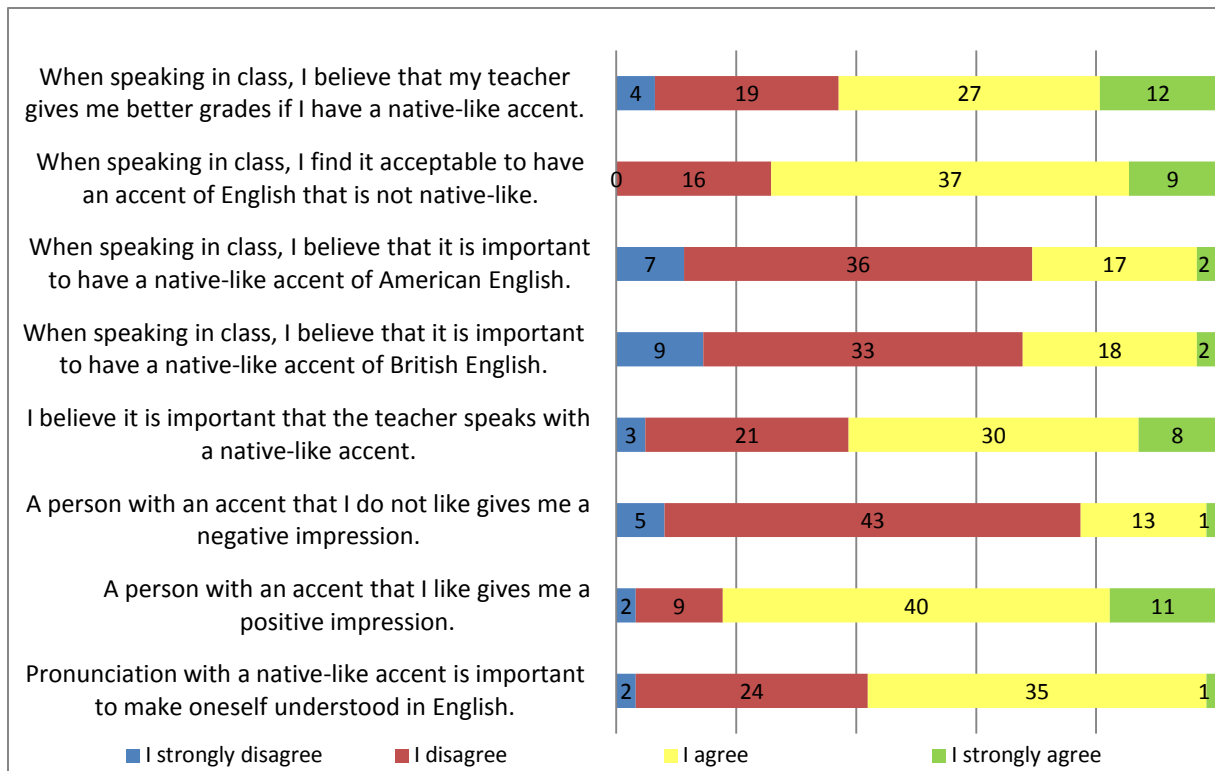 When speaking in class, I believe that my teacher
gives me better grades if I have a native-like accent.
4 19 27 12
When speaking in class, I find it acceptable to have
an accent of English that is not native-like.
0 16 37 9
When speaking in class, I believe that it is important
to have a native-like accent of American English.
7 36 17 2
When speaking in class, I believe that it is important
to have a native-like accent of British English.
9 33 18 2
I believe it is important that the teacher speaks with
a native-like accent.
3 21 30 8
A person with an accent that I do not like gives me a
negative impression.
5 43 13 1
A person with an accent that I like gives me a
positive impression.
2 9 40 11
Pronunciation with a native-like accent is important
to make oneself understood in English.
2 24 35 1
I strongly disagree I disagree I agree I strongly agree